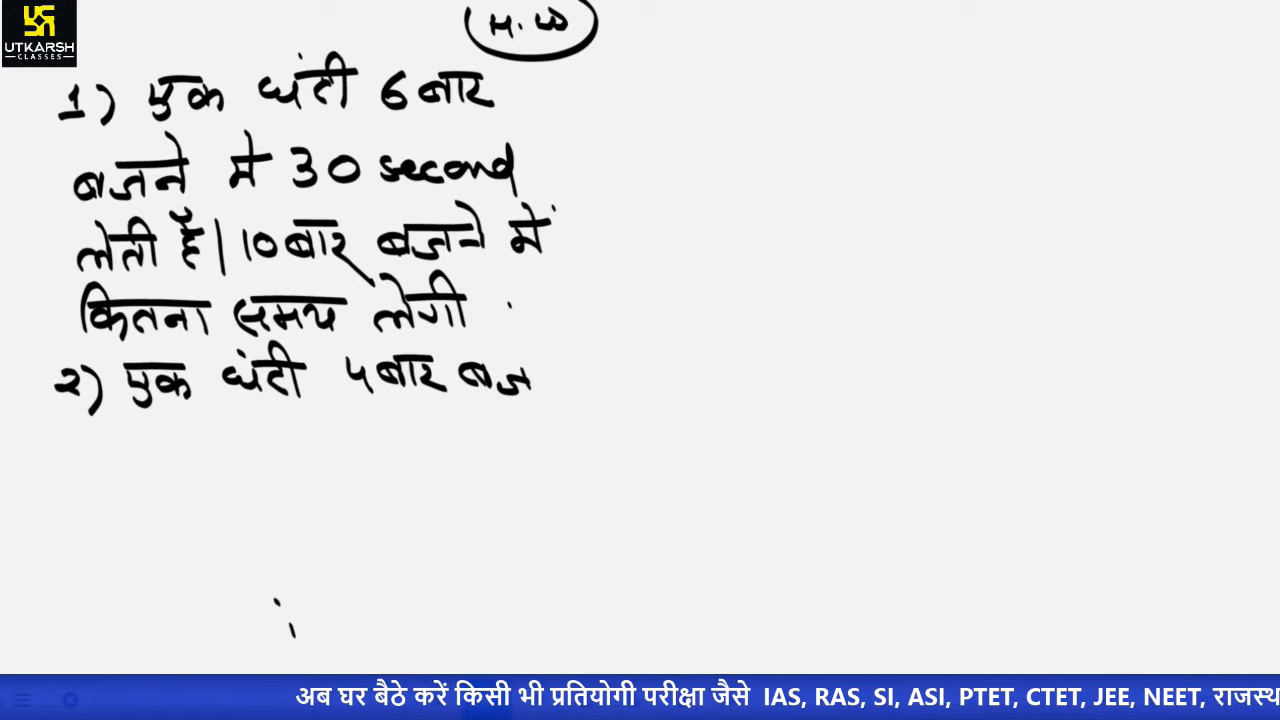 UTKARSH
CLASSES
H.W
1) एक घंटी 6 बार
बजने मे 30 second
लेती है। 10 बार बजने में
कितना समय लेगी
2) एक घंटी 4 बार बज
अब घर बैठे करें किसी भी प्रतियोगी परीक्षा जैसे IAS, RAS, SI, ASI, PTET, CTET, JEE, NEET, राजस्थ